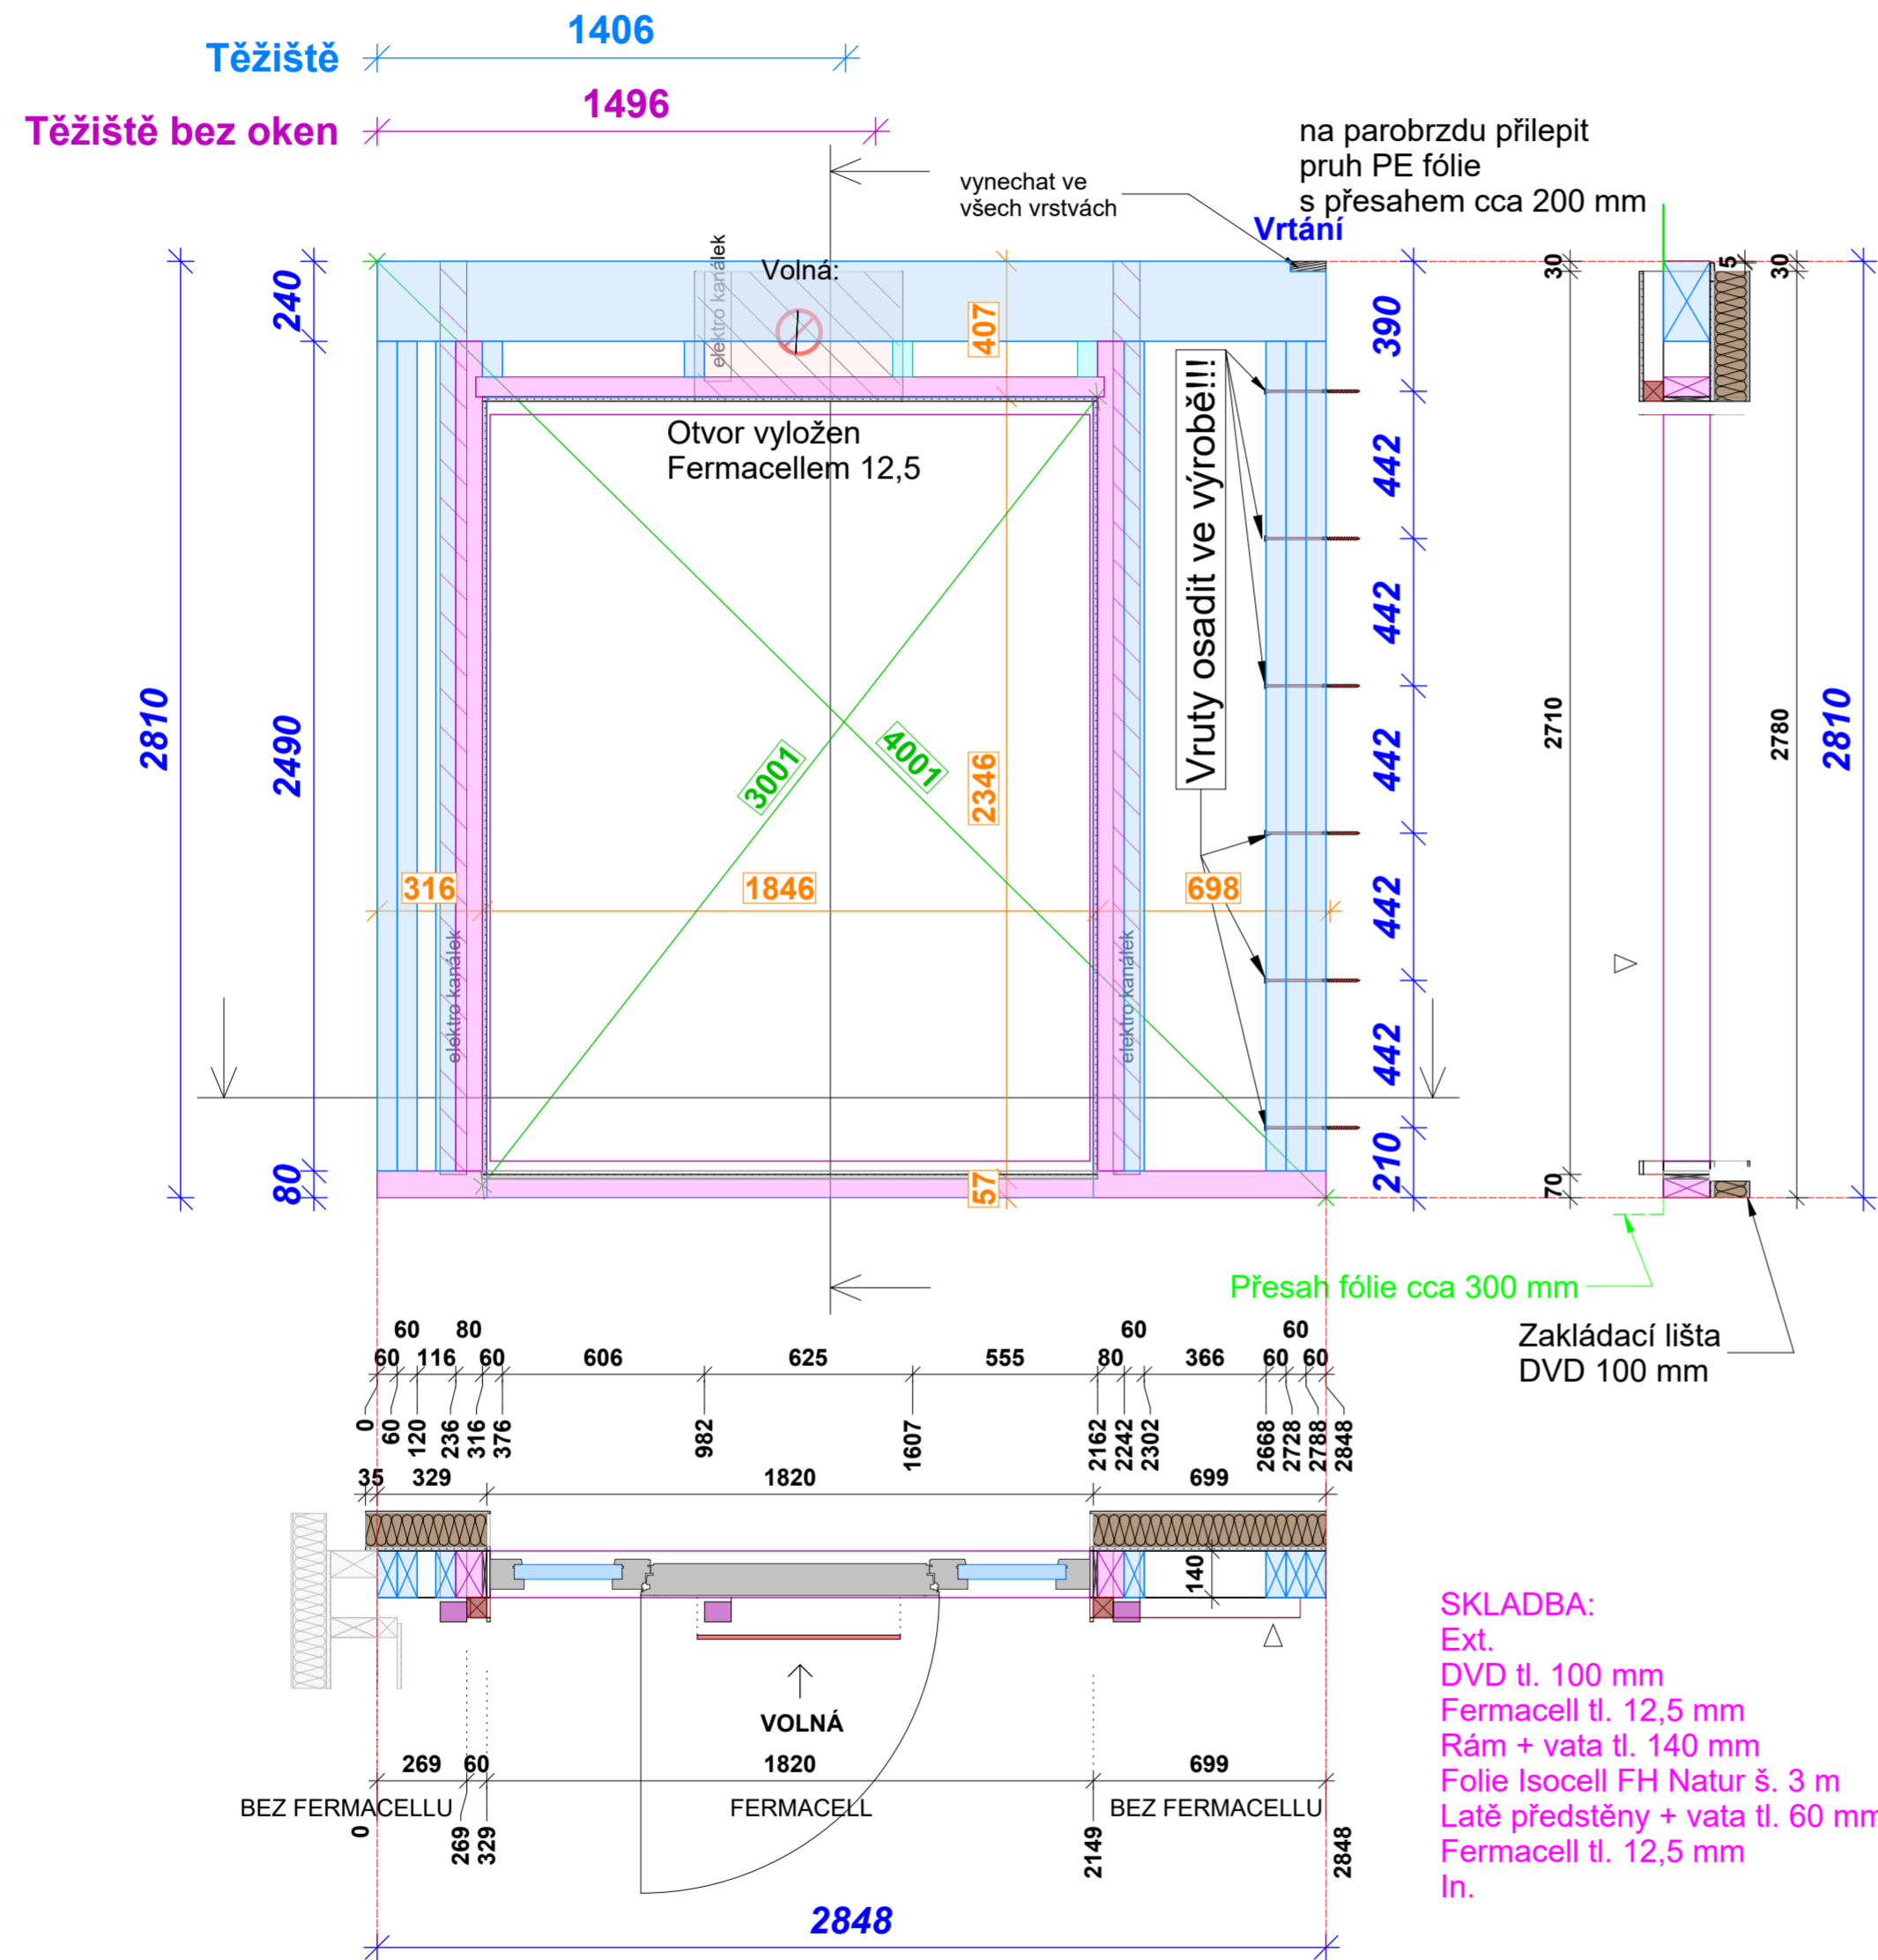 1406
Těžiště
1496
Těžiště bez oken
na parobrzdu přilepit
pruh PE fólie
s přesahem cca 200 mm
vynechat ve
všech vrstvách
Vrtání
elektro kanálek
Volná:
240
407
390
30
5
30
Otvor vyložen
Fermacellem 12,5
Vruty osadit ve výrobě!!!
442
442
442
442
442
2810
2490
3001
4001
2346
2710
2780
2810
316
1846
698
elektro kanálek
elektro kanálek
80
57
210
70
Přesah fólie cca 300 mm
Zakládací lišta
DVD 100 mm
60 80 60 60
60 116 60 606 625 555 80 366 60 60
0 60 120 236 316 376 982 1607 2162 2242 2302 2668 2728 2788 2848
35 329 1820 699
140
VOLNÁ
269 60 1820 699
BEZ FERMACELLU FERMACELL BEZ FERMACELLU
0 269 329 2149 2848
2848
SKLADBA:
Ext.
DVD tl. 100 mm
Fermacell tl. 12,5 mm
Rám + vata tl. 140 mm
Folie Isocell FH Natur š. 3 m
Latě předstěny + vata tl. 60 mm
Fermacell tl. 12,5 mm
In.